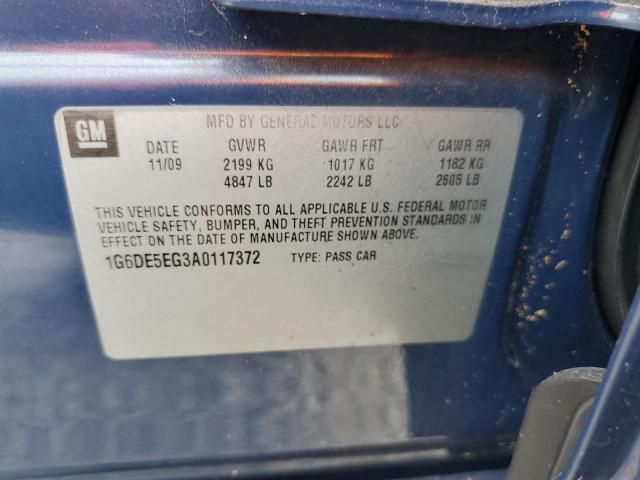 GM
MFD BY GENERAL MOTORS LLC
DATE GVWR GAWR FRT GAWR RR
11/09 2199 KG 1017 KG 1182 KG
4847 LB 2242 LB 2605 LB
THIS VEHICLE CONFORMS TO ALL APPLICABLE U.S. FEDERAL MOTOR
VEHICLE SAFETY, BUMPER, AND THEFT PREVENTION STANDARDS IN
EFFECT ON THE DATE OF MANUFACTURE SHOWN ABOVE.
1G6DE5EG3A0117372 TYPE: PASS CAR